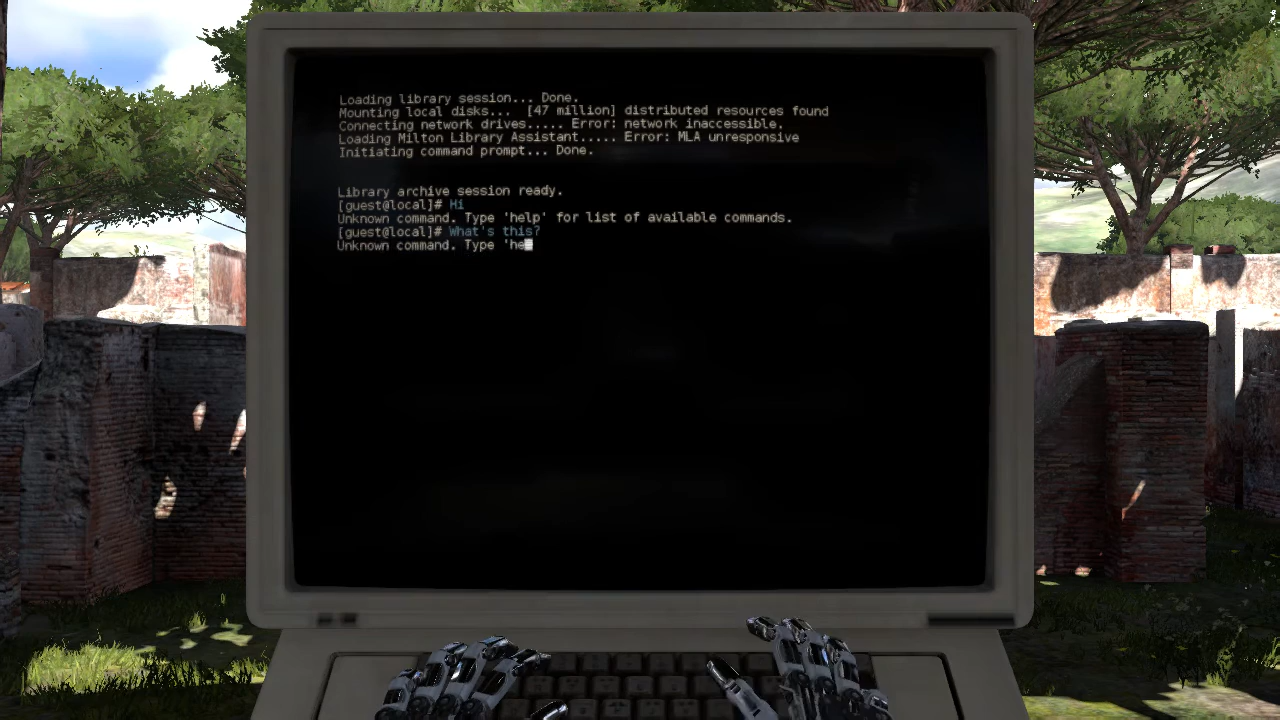 Loading library session... Done.
Mounting local disks... [47 million] distributed resources found
Connecting network drives..... Error: network inaccessible.
Loading Milton Library Assistant..... Error: MLA unresponsive
Initiating command prompt... Done.
Library archive session ready.
[guest@local]# Hi
Unknown command. Type 'help' for list of available commands.
[guest@local]# What's this?
Unknown command. Type 'he